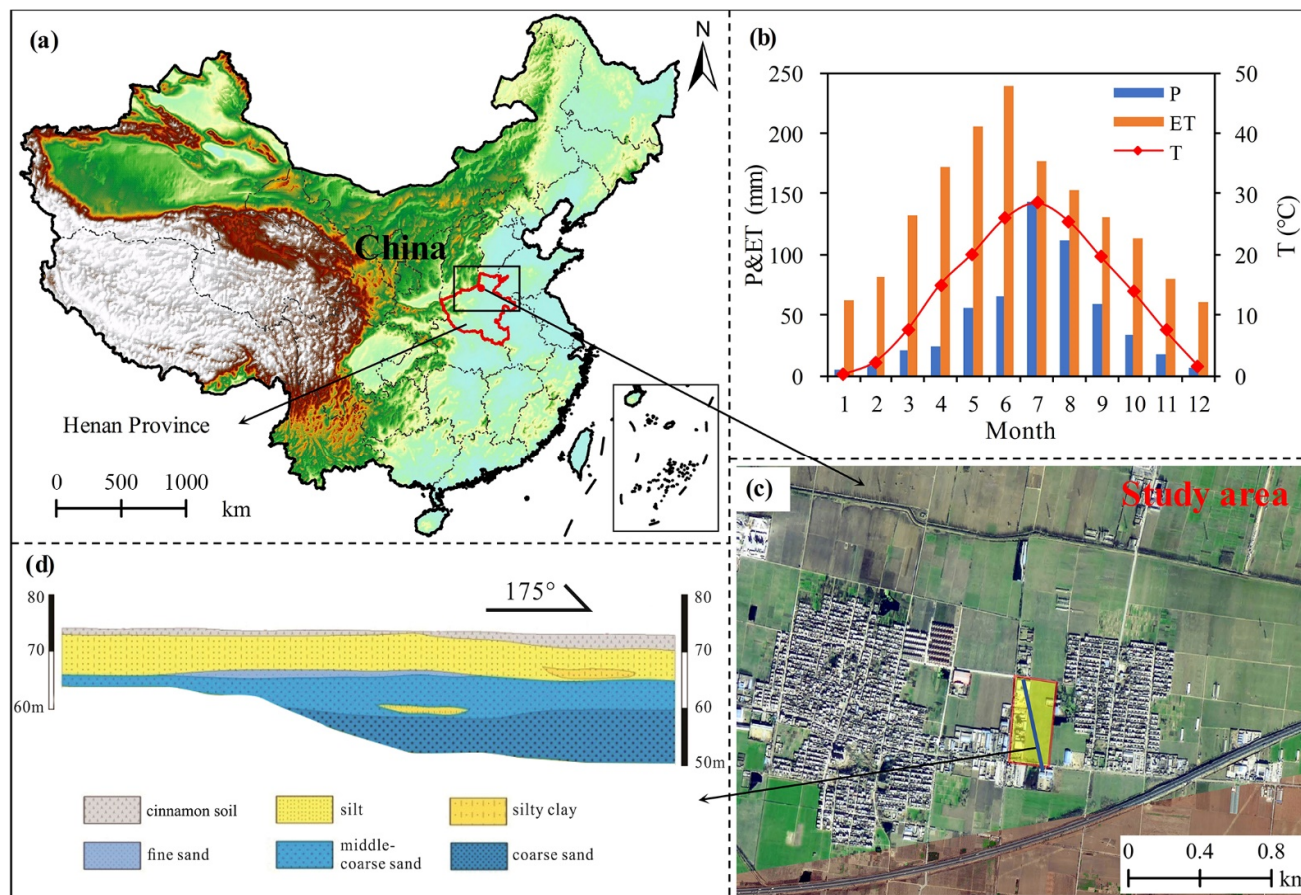 (a)
N
China
Henan Province
0 500 1000
km
(b)
250
200
150
100
50
0
P&ET (mm)
50
40
30
20
10
0
T (°C)
P
ET
T
1 2 3 4 5 6 7 8 9 10 11 12
Month
(c)
Study area
0 0.4 0.8
km
(d)
175°
80
70
60m
80
70
60
50m
cinnamon soil
silt
silty clay
fine sand
middle-
coarse sand
coarse sand